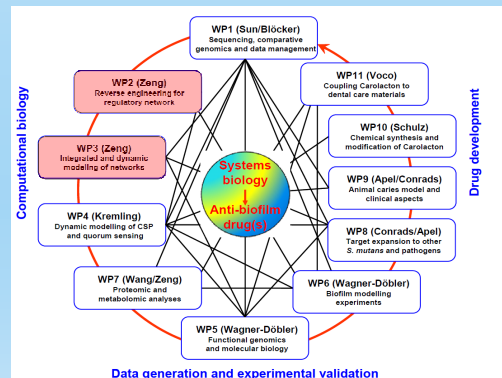 WP1 (Sun/Blöcker)
Sequencing, comparative
genomics and data management
WP2 (Zeng)
Reverse engineering for
regulatory network
WP11 (Voco)
Coupling Carolacton to
dental care materials
WP3 (Zeng)
Integrated and dynamic
modelling of networks
WP10 (Schulz)
Chemical synthesis and
modification of Carolacton
Computational biology
Systems
biology
Anti-biofilm
drug(s)
Drug development
WP9 (Apel/Conrads)
Animal caries model and
clinical aspects
WP4 (Kremling)
Dynamic modelling of CSP
and quorum sensing
WP8 (Conrads/Apel)
Target expansion to other
S. mutans and pathogens
WP7 (Wang/Zeng)
Proteomic and
metabolomic analyses
WP6 (Wagner-Döbler)
Biofilm modelling
experiments
WP5 (Wagner-Döbler)
Functional genomics
and molecular biology
Data generation and experimental validation